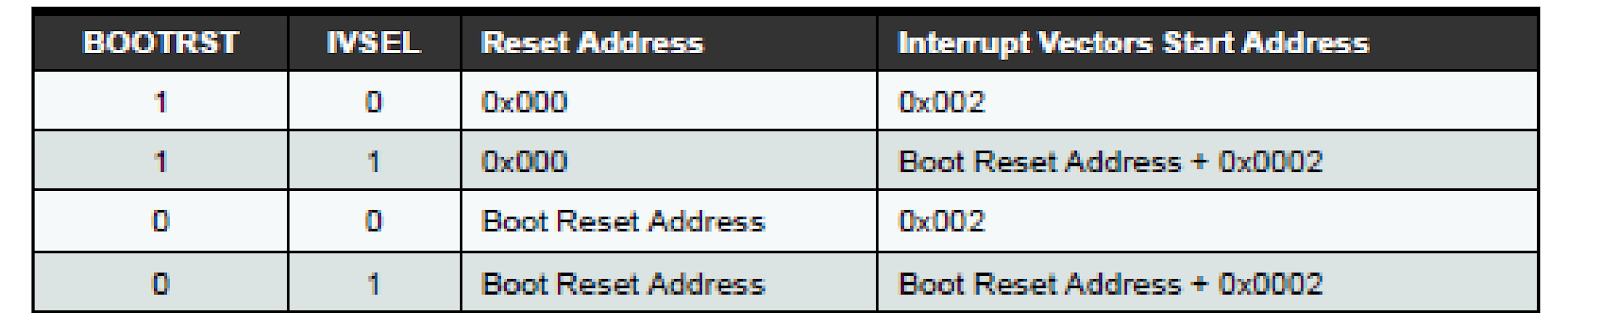 BOOTRST IVSEL Reset Address Interrupt Vectors Start Address
1 0 0x000 0x002
1 1 0x000 Boot Reset Address + 0x0002
0 0 Boot Reset Address 0x002
0 1 Boot Reset Address Boot Reset Address + 0x0002